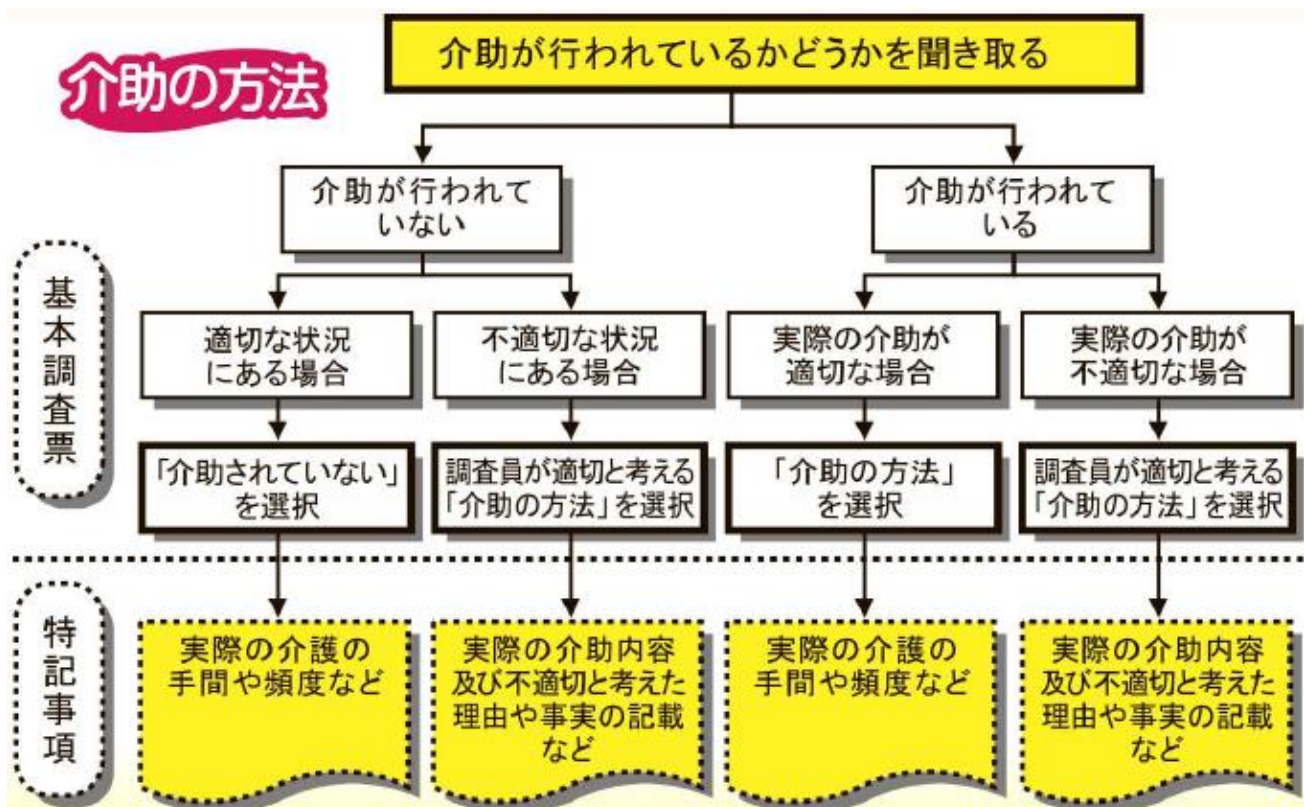 介助の方法
介助が行われているかどうかを聞き取る
介助が行われて
いない
介助が行われて
いる
基本調査票
適切な状況
にある場合
不適切な状況
にある場合
実際の介助が
適切な場合
実際の介助が
不適切な場合
「介助されていない」
を選択
調査員が適切と考える
「介助の方法」を選択
「介助の方法」
を選択
調査員が適切と考える
「介助の方法」を選択
特記事項
実際の介護の
手間や頻度など
実際の介助内容
及び不適切と考えた
理由や事実の記載
など
実際の介護の
手間や頻度など
実際の介助内容
及び不適切と考えた
理由や事実の記載
など